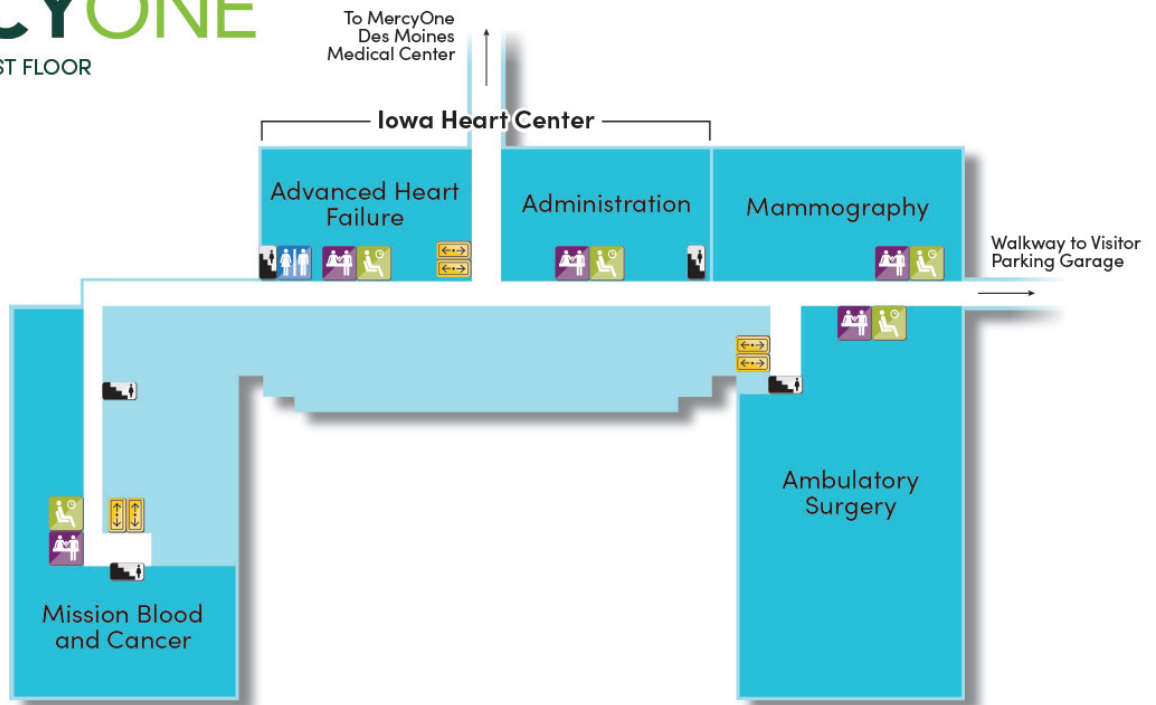 CYONE
ST FLOOR
To MercyOne
Des Moines
Medical Center
Iowa Heart Center
Advanced Heart
Failure
Administration
Mammography
Walkway to Visitor
Parking Garage
Ambulatory
Surgery
Mission Blood
and Cancer